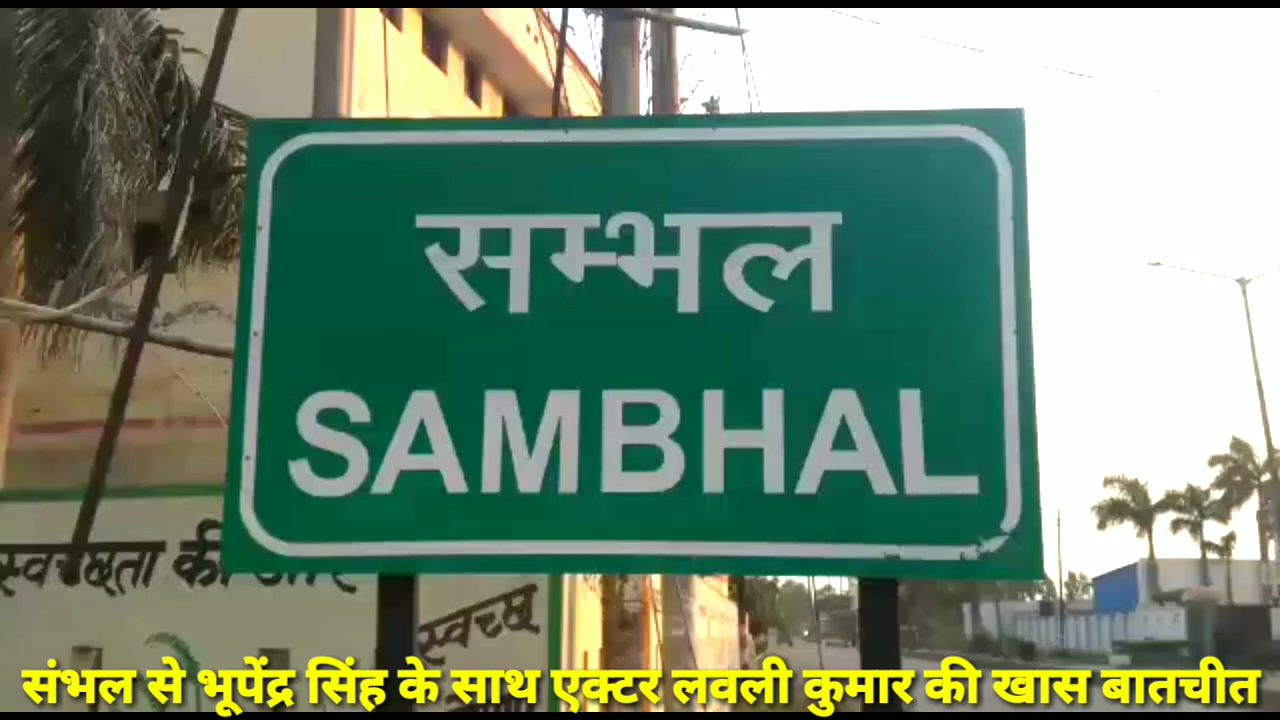 सम्भल
SAMBHAL
स्वच्छता की ओर
स्वच्छ
संभल से भूपेंद्र सिंह के साथ एक्टर लवली कुमार की खास बातचीत